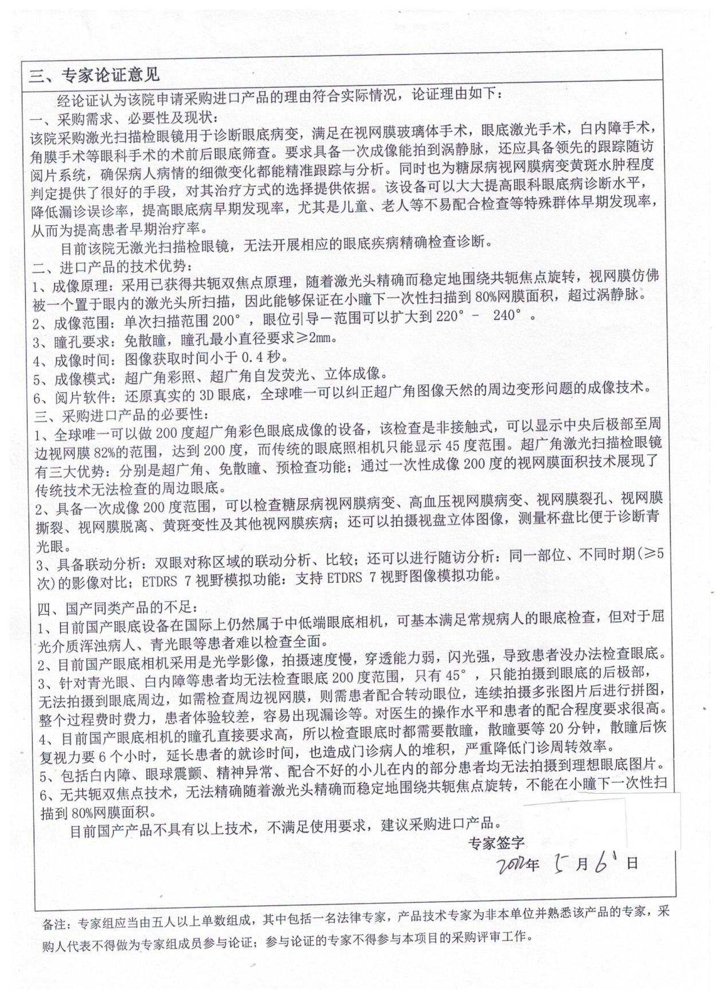 三、专家论证意见
经论证认为该院申请采购进口产品的理由符合实际情况，论证理由如下：
一、采购需求、必要性及现状：
该院采购激光扫描检眼镜用于诊断眼底病变，满足在视网膜玻璃体手术，眼底激光手术，白内障手术，
角膜手术等眼科手术的术前后眼底筛查。要求具备一次成像能拍到涡静脉，还应具备领先的跟踪随访
阅片系统，确保病人病情的细微变化都能精准跟踪与分析。同时也为糖尿病视网膜病变黄斑水肿程度
判定提供了很好的手段，对其治疗方式的选择提供依据。该设备可以大大提高眼科眼底病诊断水平，
降低漏诊误诊率，提高眼底病早期发现率，尤其是儿童、老人等不易配合检查等特殊群体早期发现率，
从而为提高患者早期治疗率。
目前该院无激光扫描检眼镜，无法开展相应的眼底疾病精确检查诊断。
二、进口产品的技术优势：
1、成像原理：采用已获得共轭双焦点原理，随着激光头精确而稳定地围绕共轭焦点旋转，视网膜仿佛
被一个置于眼内的激光头所扫描，因此能够保证在小瞳下一次性扫描到80%网膜面积，超过涡静脉。
2、成像范围：单次扫描范围200°，眼位引导一范围可以扩大到220°- 240°。
3、瞳孔要求：免散瞳，瞳孔最小直径要求≥2mm。
4、成像时间：图像获取时间小于0.4秒。
5、成像模式：超广角彩照、超广角自发荧光、立体成像。
6、阅片软件：还原真实的3D眼底，全球唯一可以纠正超广角图像天然的周边变形问题的成像技术。
三、采购进口产品的必要性：
1、全球唯一可以做200度超广角彩色眼底成像的设备，该检查是非接触式，可以显示中央后极部至周
边视网膜82%的范围，达到200度，而传统的眼底照相机只能显示45度范围。超广角激光扫描检眼镜
有三大优势：分别是超广角、免散瞳、预检查功能；通过一次性成像200度的视网膜面积技术展现了
传统技术无法检查的周边眼底。
2、具备一次成像200度范围，可以检查糖尿病视网膜病变、高血压视网膜病变、视网膜裂孔、视网膜
撕裂、视网膜脱离、黄斑变性及其他视网膜疾病；还可以拍摄视盘立体图像，测量杯盘比便于诊断青
光眼。
3、具备联动分析：双眼对称区域的联动分析、比较；还可以进行随访分析：同一部位、不同时期(≥5
次)的影像对比；ETDRS 7视野模拟功能：支持ETDRS 7视野图像模拟功能。
四、国产同类产品的不足：
1、目前国产眼底设备在国际上仍然属于中低端眼底相机，可基本满足常规病人的眼底检查，但对于屈
光介质浑浊病人、青光眼等患者难以检查全面。
2、目前国产眼底相机采用是光学影像，拍摄速度慢，穿透能力弱，闪光强，导致患者没办法检查眼底。
3、针对青光眼、白内障等患者均无法检查眼底200度范围，只有45°，只能拍摄到眼底的后极部，
无法拍摄到眼底周边，如需检查周边视网膜，则需患者配合转动眼位，连续拍摄多张图片后进行拼图，
整个过程费时费力，患者体验较差，容易出现漏诊等。对医生的操作水平和患者的配合程度要求很高。
4、目前国产眼底相机的瞳孔直接要求高，所以检查眼底时都需要散瞳，散瞳要等20分钟，散瞳后恢
复视力要6个小时，延长患者的就诊时间，也造成门诊病人的堆积，严重降低门诊周转效率。
5、包括白内障、眼球震颤、精神异常、配合不好的小儿在内的部分患者均无法拍摄到理想眼底图片。
6、无共轭双焦点技术，无法精确随着激光头精确而稳定地围绕共轭焦点旋转，不能在小瞳下一次性扫
描到80%网膜面积。
目前国产产品不具有以上技术，不满足使用要求，建议采购进口产品。
专家签字
2022年 5 月 6 日
备注：专家组应当由五人以上单数组成，其中包括一名法律专家，产品技术专家为非本单位并熟悉该产品的专家，采
购人代表不得做为专家组成员参与论证；参与论证的专家不得参与本项目的采购评审工作。